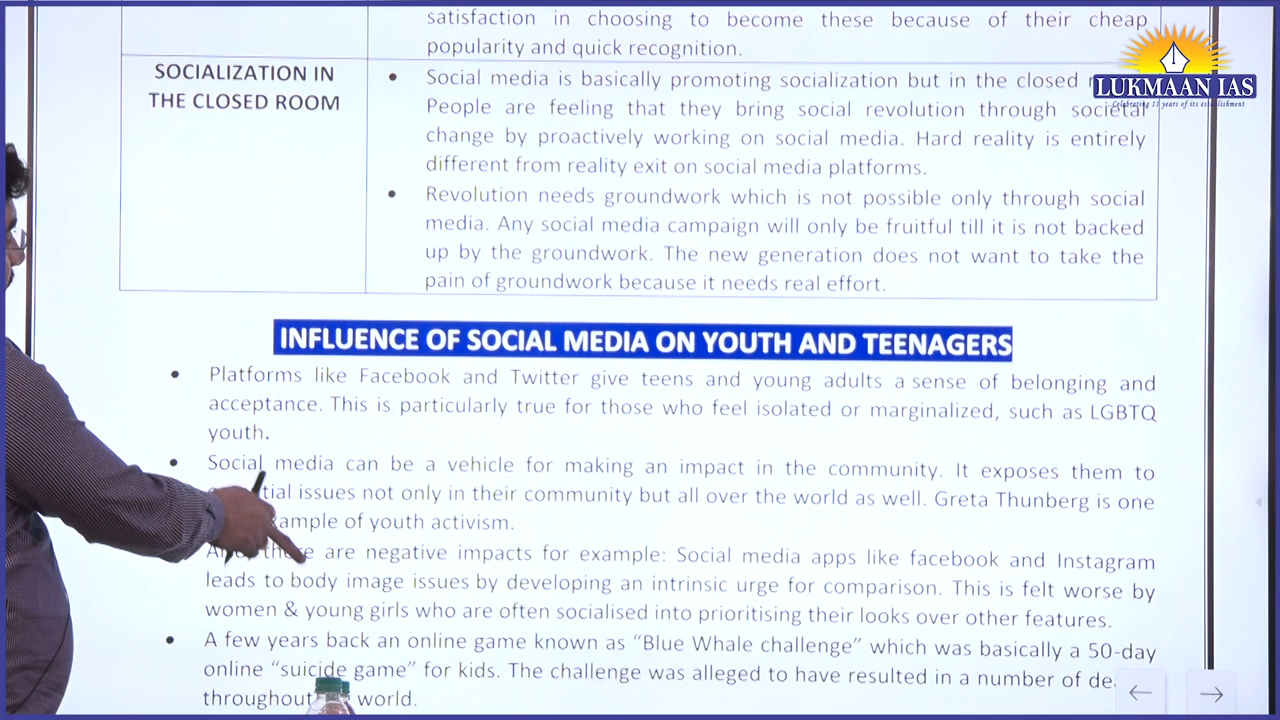 satisfaction in choosing to become these because of their cheap
popularity and quick recognition.
SOCIALIZATION IN
THE CLOSED ROOM
• Social media is basically promoting socialization but in the closed
People are feeling that they bring social revolution through societal
change by proactively working on social media. Hard reality is entirely
different from reality exit on social media platforms.
• Revolution needs groundwork which is not possible only through social
media. Any social media campaign will only be fruitful till it is not backed
up by the groundwork. The new generation does not want to take the
pain of groundwork because it needs real effort.
LUKMAAN IAS
Celebrating 11 years of its establishment
INFLUENCE OF SOCIAL MEDIA ON YOUTH AND TEENAGERS
• Platforms like Facebook and Twitter give teens and young adults a sense of belonging and
acceptance. This is particularly true for those who feel isolated or marginalized, such as LGBTQ
youth.
• Social media can be a vehicle for making an impact in the community. It exposes them to
issues not only in their community but all over the world as well. Greta Thunberg is one
of youth activism.
are negative impacts for example: Social media apps like facebook and Instagram
leads to body image issues by developing an intrinsic urge for comparison. This is felt worse by
women & young girls who are often socialised into prioritising their looks over other features.
• A few years back an online game known as “Blue Whale challenge” which was basically a 50-day
online “suicide game” for kids. The challenge was alleged to have resulted in a number of
throughout world.